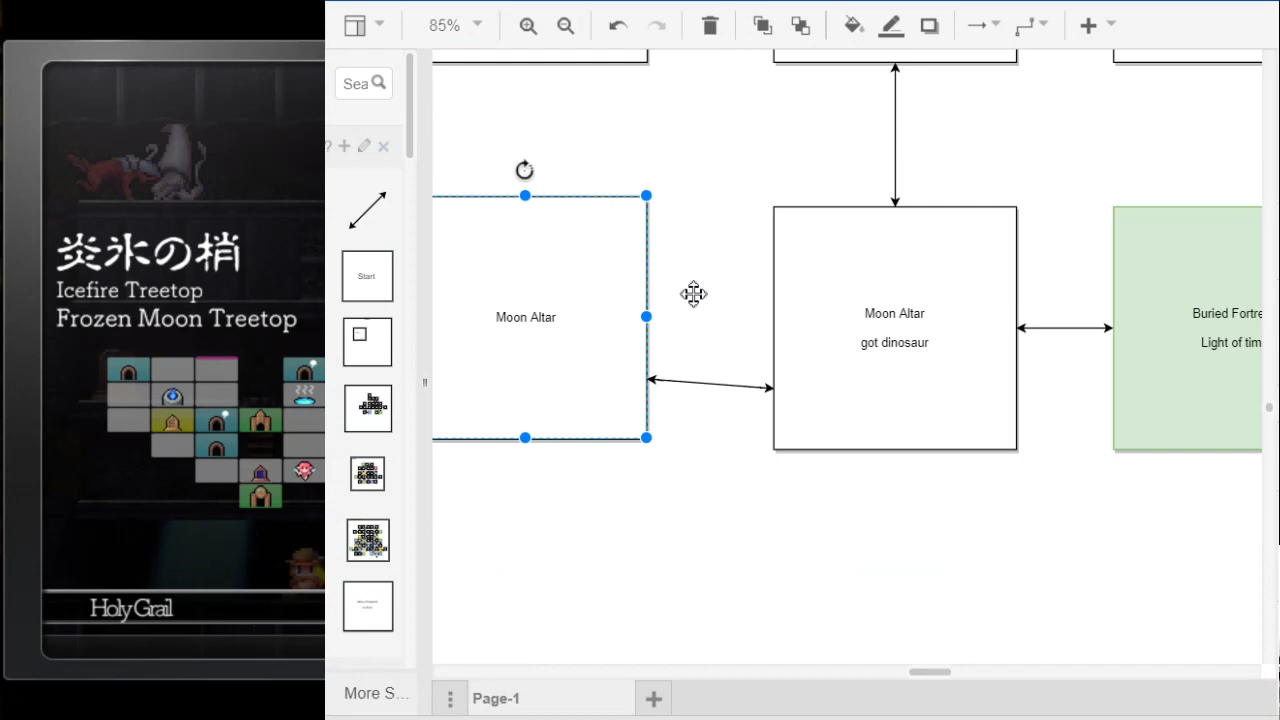 85%
Sea
炎氷の梢
Icefire Treetop
Frozen Moon Treetop
HolyGrail
Start
More S...
Moon Altar
Moon Altar
got dinosaur
Buried Fortre
Light of tim
Page-1